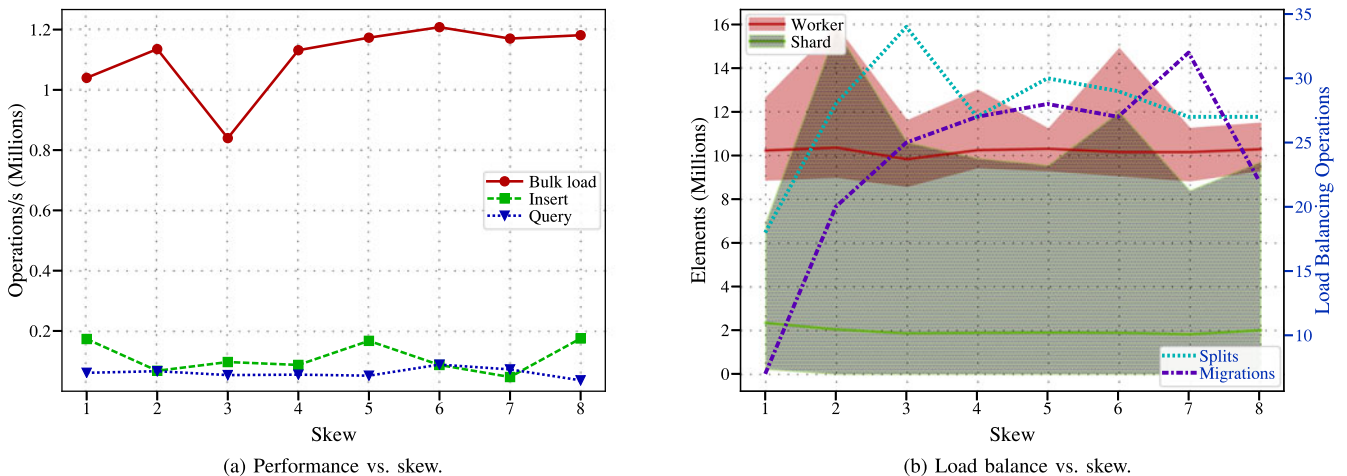 Operations/s (Millions)
1.2
1
0.8
0.6
0.4
0.2
Bulk load
Insert
Query
1 2 3 4 5 6 7 8
Skew
(a) Performance vs. skew.
Elements (Millions)
16
14
12
10
8
6
4
2
0
Worker
Shard
35
30
25
20
15
10
Load Balancing Operations
Splits
Migrations
1 2 3 4 5 6 7 8
Skew
(b) Load balance vs. skew.